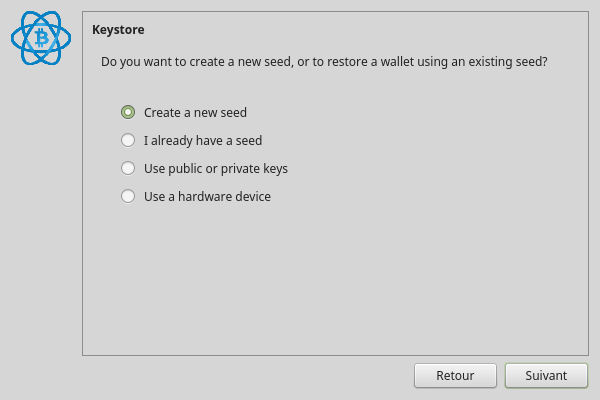 Keystore
Do you want to create a new seed, or to restore a wallet using an existing seed?
Create a new seed
I already have a seed
Use public or private keys
Use a hardware device
Retour
Suivant